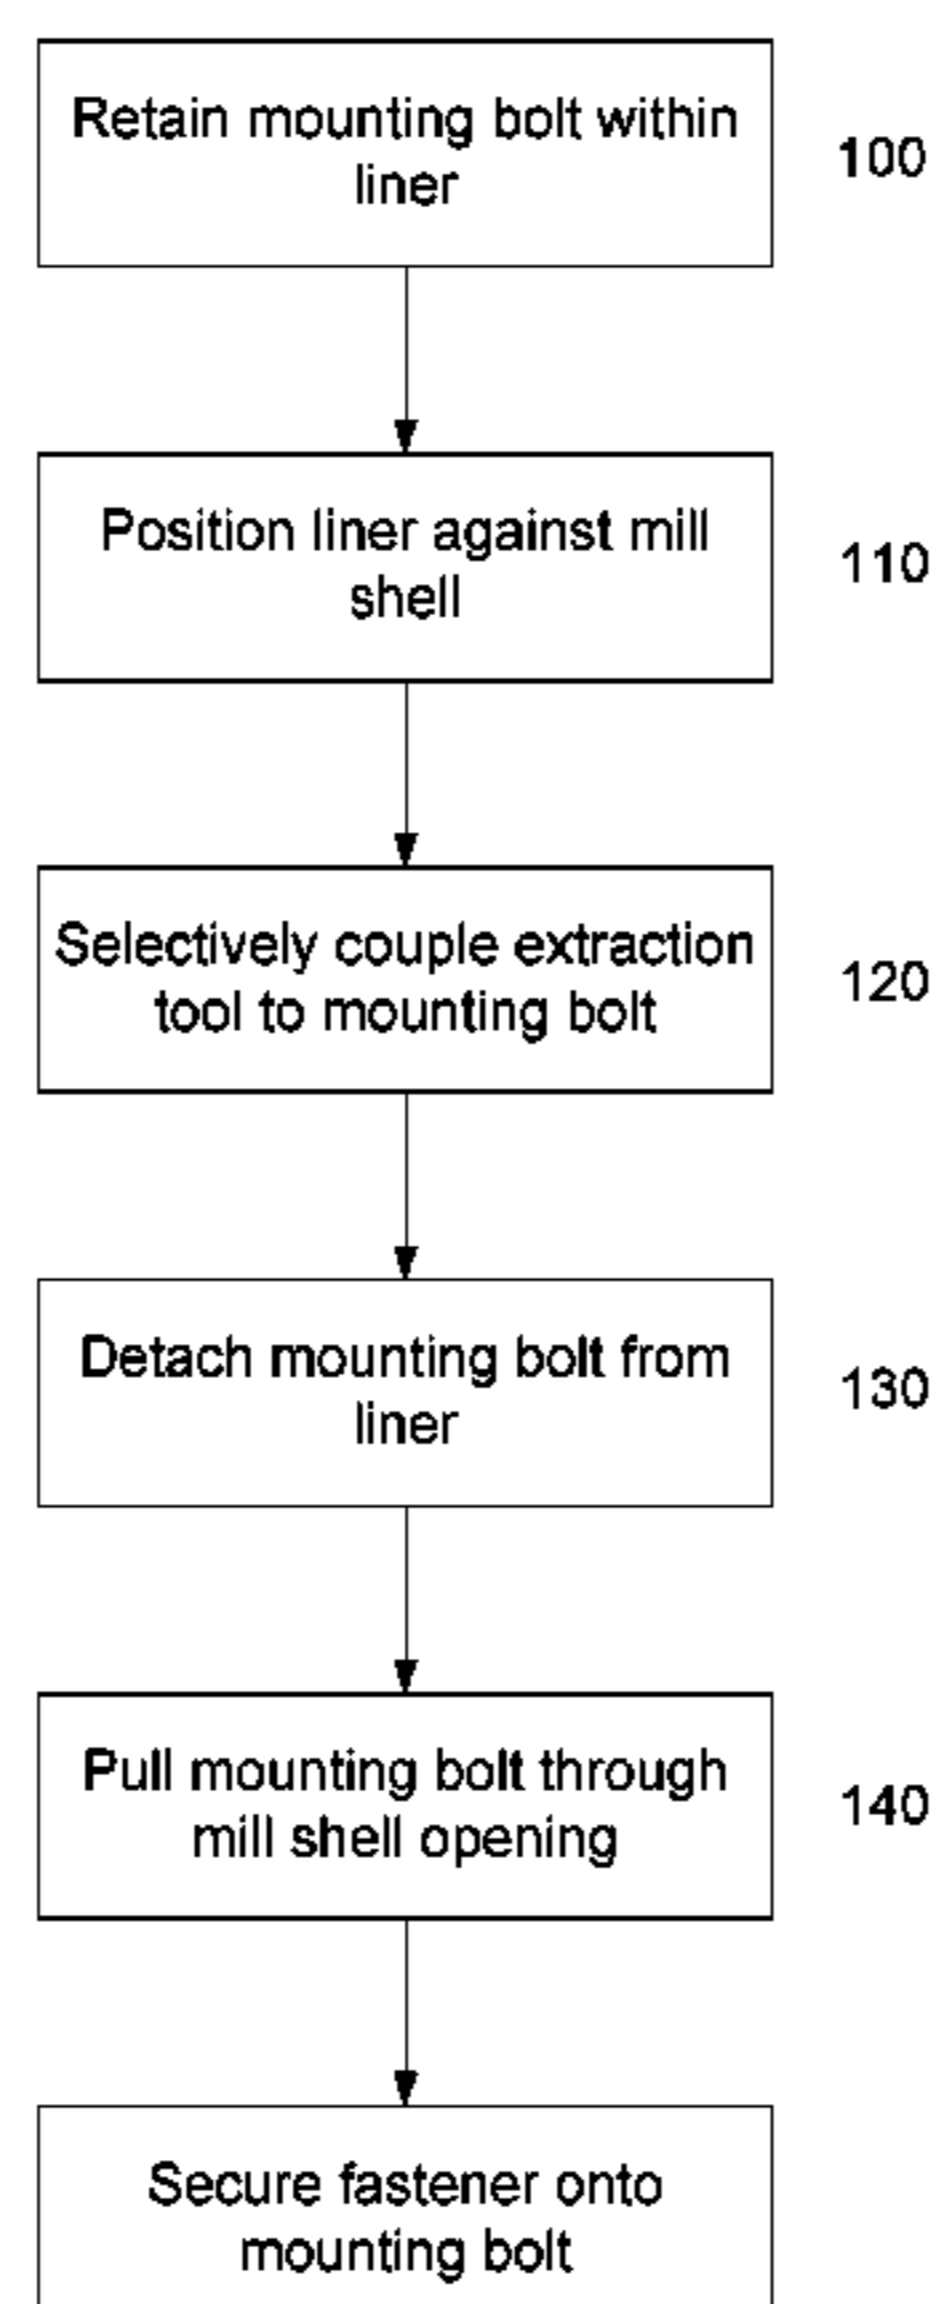 Retain mounting bolt within
liner
100
Position liner against mill
shell
110
Selectively couple extraction
tool to mounting bolt
120
Detach mounting bolt from
liner
130
Pull mounting bolt through
mill shell opening
140
Secure fastener onto
mounting bolt